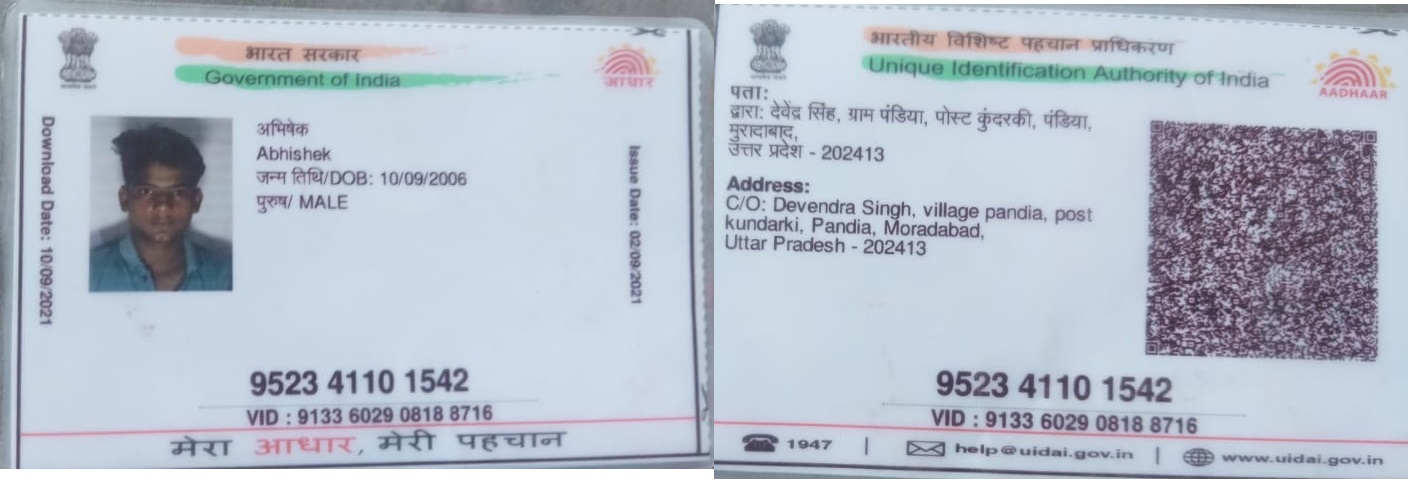 भारत सरकार
Government of India
आधार
Download Date: 10/09/2021
अभिषेक
Abhishek
जन्म तिथि/DOB: 10/09/2006
पुरुष/ MALE
Issue Date: 02/09/2021
9523 4110 1542
VID : 9133 6029 0818 8716
मेरा आधार, मेरी पहचान
भारतीय विशिष्ट पहचान प्राधिकरण
Unique Identification Authority of India
AADHAAR
पता:
द्वारा: देवेंद्र सिंह, ग्राम पंडिया, पोस्ट कुंदरकी, पंडिया,
मुरादाबाद,
उत्तर प्रदेश - 202413
Address:
C/O: Devendra Singh, village pandia, post
kundarki, Pandia, Moradabad,
Uttar Pradesh - 202413
9523 4110 1542
VID : 9133 6029 0818 8716
1947 | help@uidai.gov.in | www.uidai.gov.in